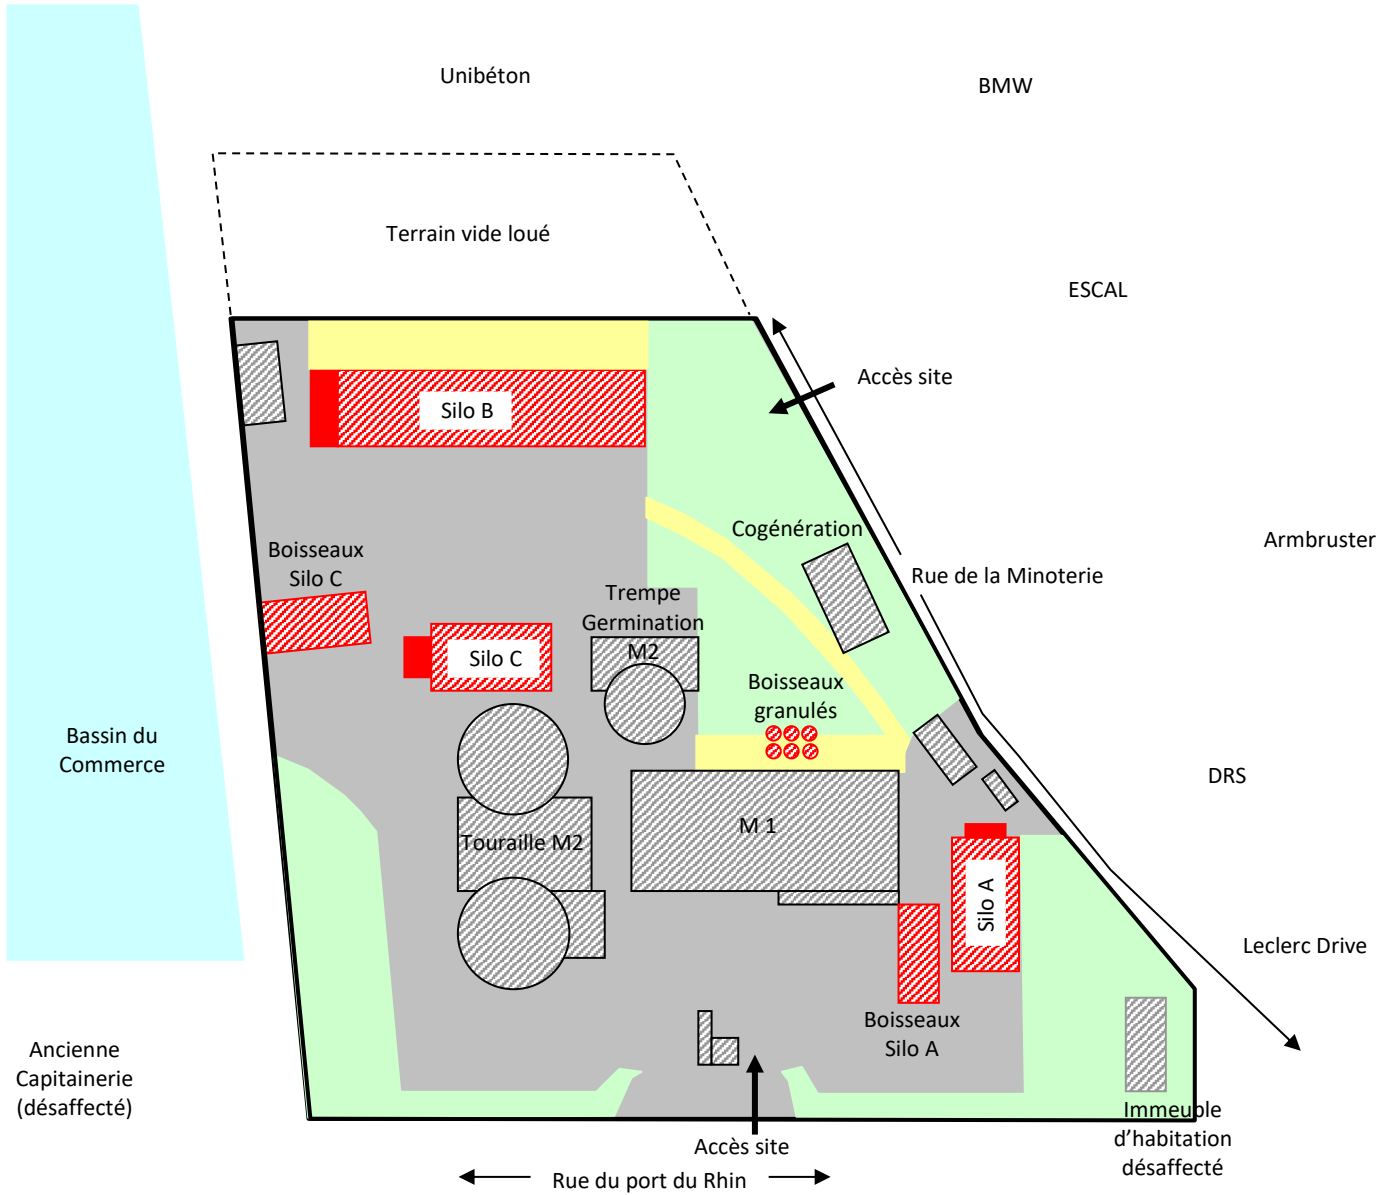 Unibéton
BMW
Terrain vide loué
ESCAL
Accès site
Silo B
Cogénération
Armbruster
Boisseaux
Silo C
Rue de la Minoterie
Trempe
Germination
M2
Silo C
Boisseaux
granulés
Bassin du
Commerce
DRS
M 1
Touraille M2
Silo A
Leclerc Drive
Boisseaux
Silo A
Ancienne
Capitainerie
(désaffecté)
Immeuble
d’habitation
désaffecté
Accès site
Rue du port du Rhin